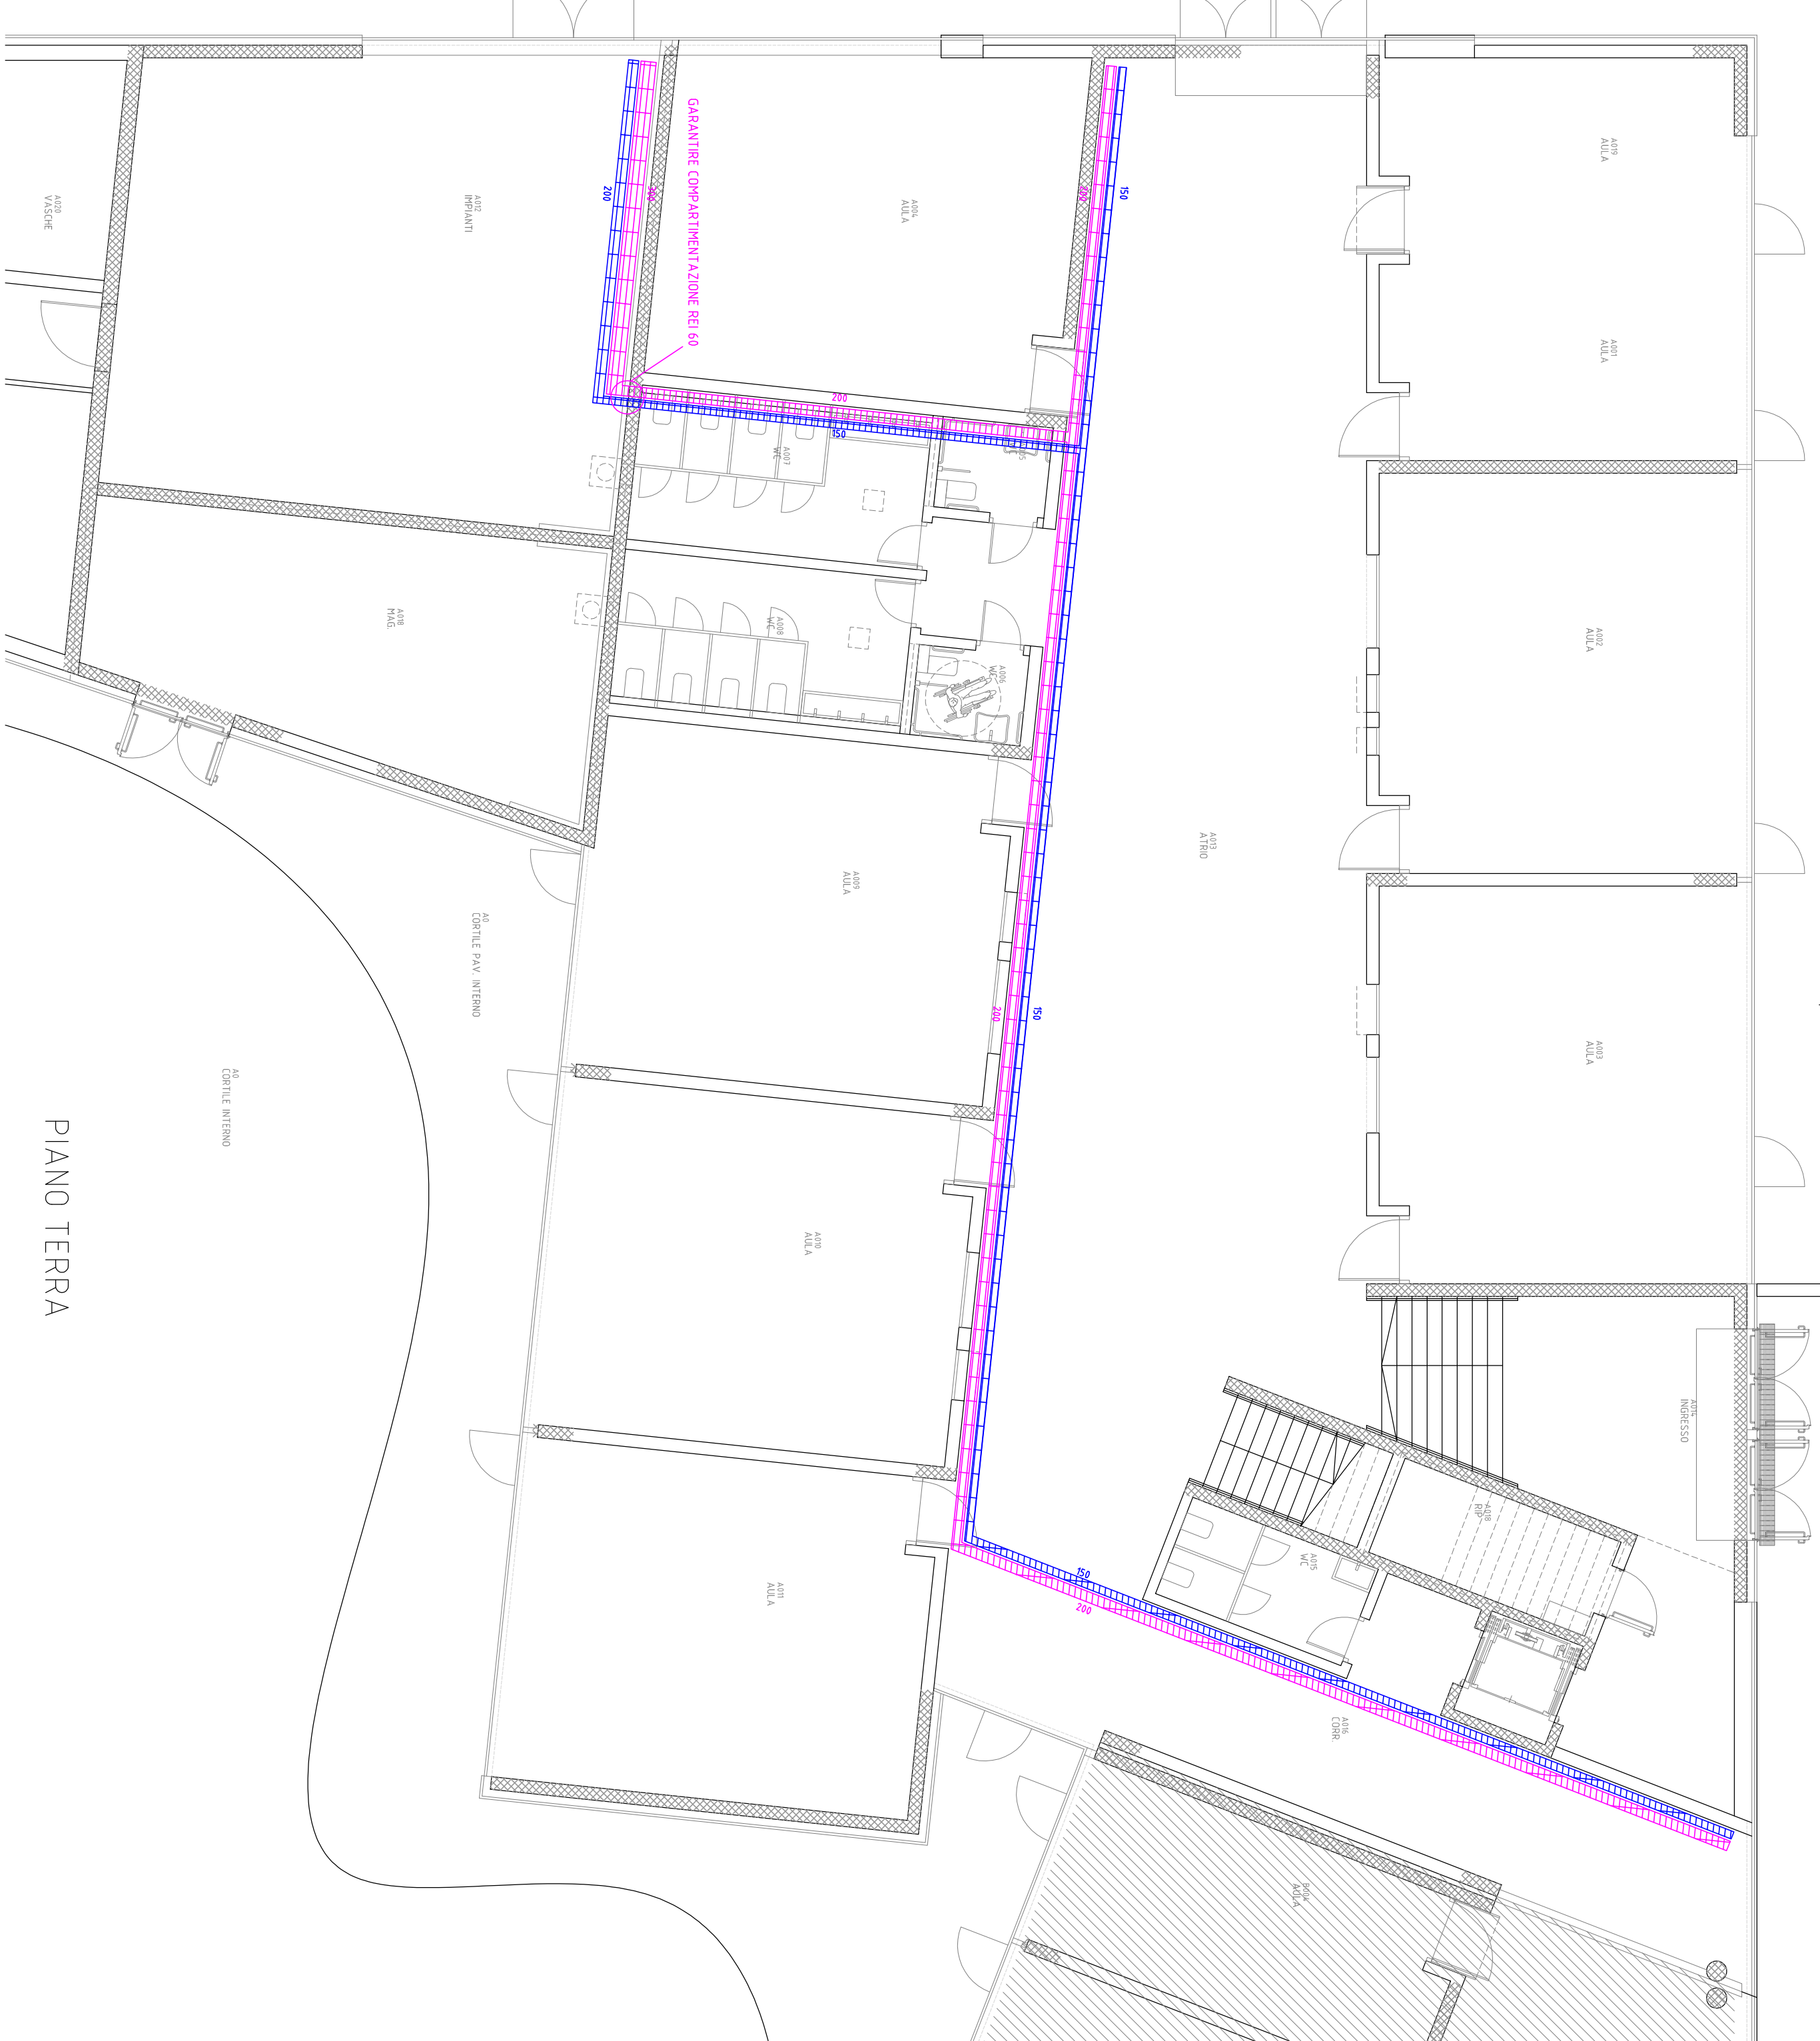 A019
AULA
A001
AULA
A002
AULA
A003
AULA
A014
INGRESSO
A018
RIP
A015
WC
A016
CORR.
B004
AULA
A013
ATRIO
150
200
A004
AULA
GARANTIRE COMPARTIMENTAZIONE REI 60
300
200
200
150
A012
IMPIANTI
A020
VASCHE
A007
WC
A008
WC
A006
WC
A018
MAG.
A009
AULA
150
200
A010
AULA
A011
AULA
150
200
A0
CORTILE PAV. INTERNO
A0
CORTILE INTERNO
PIANO TERRA